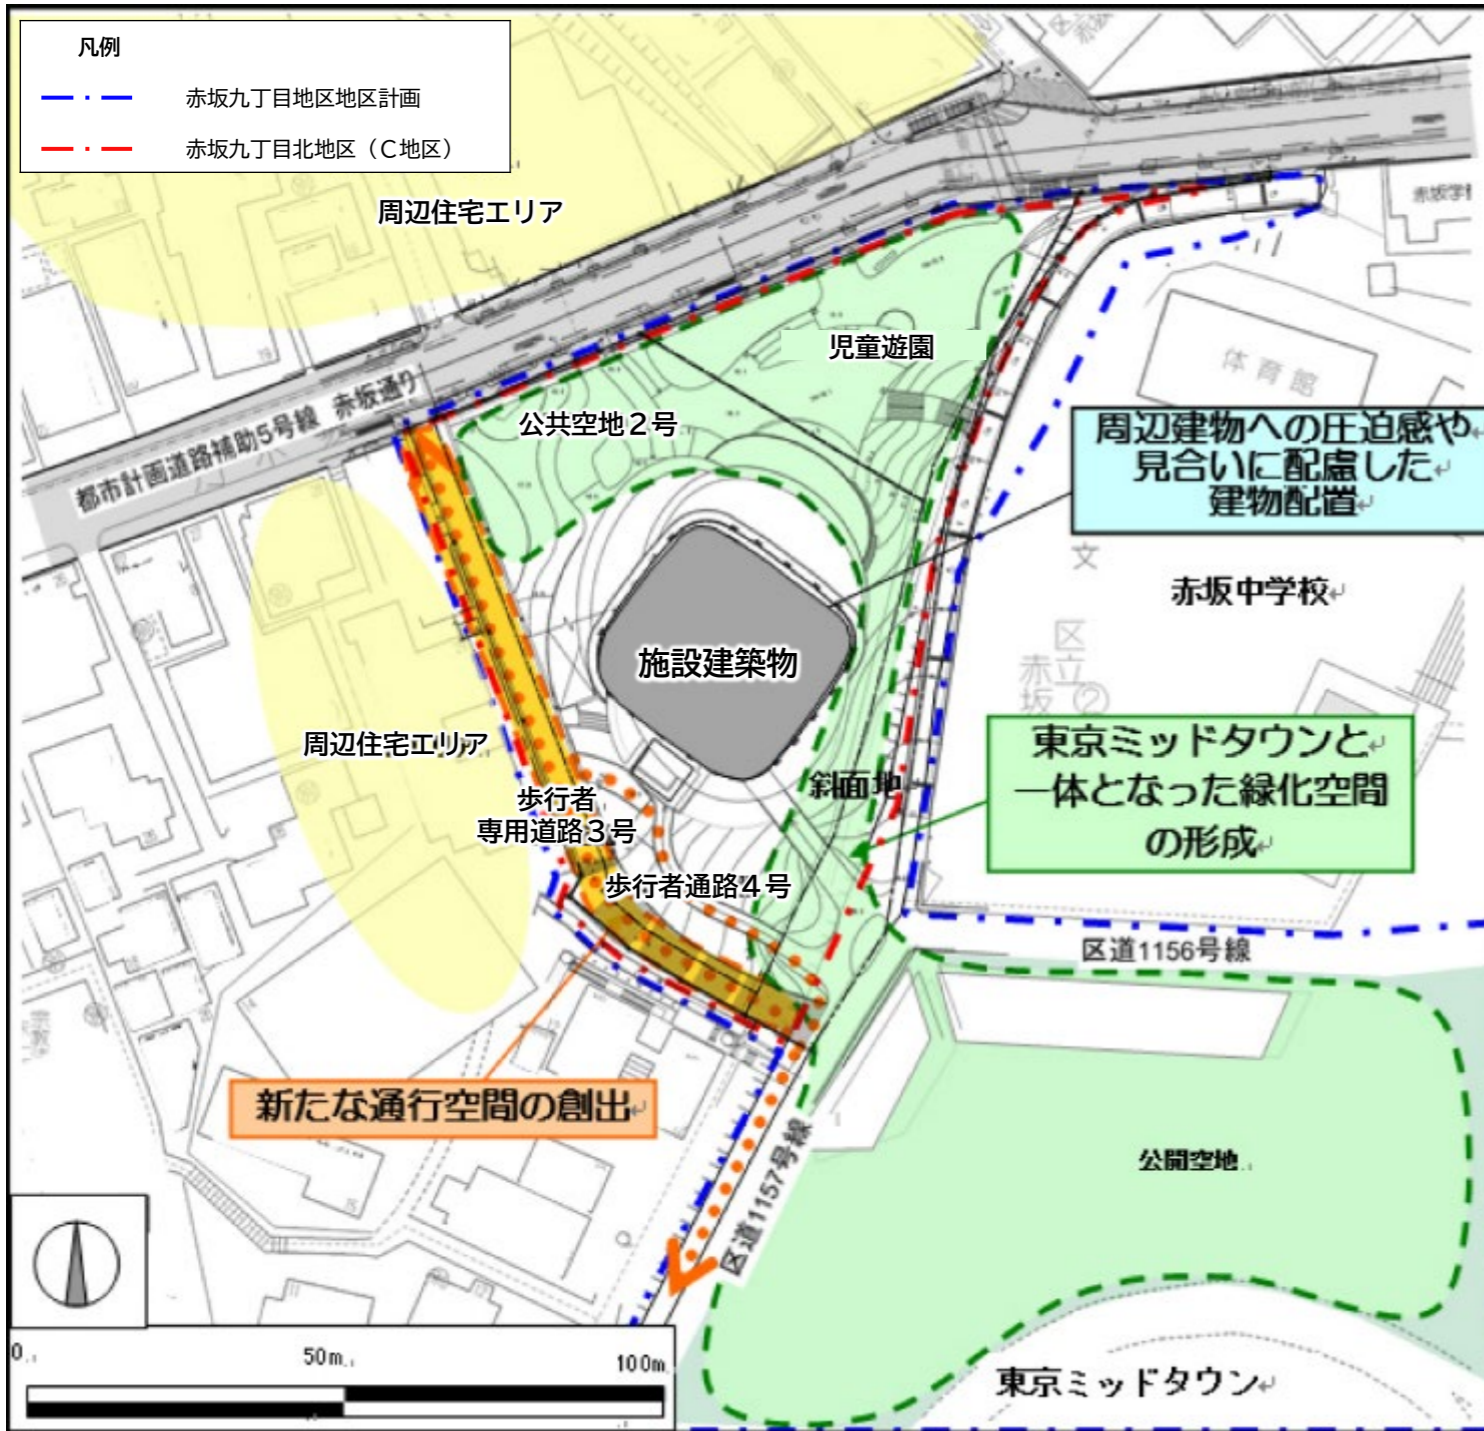 凡例
赤坂九丁目地区地区計画
赤坂九丁目北地区（C地区）
周辺住宅エリア
児童遊園
公共空地２号
都市計画道路補助5号線 赤坂通り
体育館
周辺建物への圧迫感や
見合いに配慮した
建物配置
文
赤坂中学校
区立
赤坂
②
施設建築物
東京ミッドタウンと
一体となった緑化空間
の形成
周辺住宅エリア
斜面地
歩行者
専用道路３号
歩行者通路４号
区道1156号線
新たな通行空間の創出
区道1157号線
公開空地
0
50m
100m
東京ミッドタウン